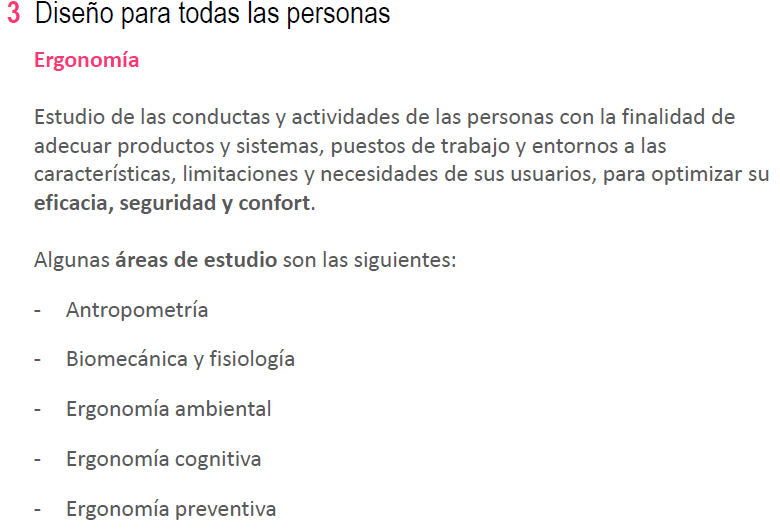 3 Diseño para todas las personas
Ergonomía
Estudio de las conductas y actividades de las personas con la finalidad de
adecuar productos y sistemas, puestos de trabajo y entornos a las
características, limitaciones y necesidades de sus usuarios, para optimizar su
eficacia, seguridad y confort.
Algunas áreas de estudio son las siguientes:
- Antropometría
- Biomecánica y fisiología
- Ergonomía ambiental
- Ergonomía cognitiva
- Ergonomía preventiva